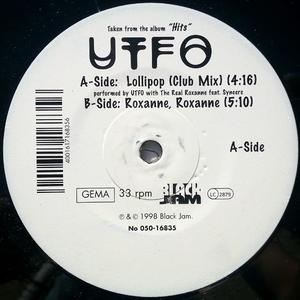 Taken from the album "Hits"
UTFO
A-Side: Lollipop (Club Mix) (4:16)
performed by UTFO with The Real Roxanne feat. Syncere
B-Side: Roxanne, Roxanne (5:10)
4001617168356
A-Side
GEMA
33 rpm
BLACK
JAM
LC 2879
℗ & © 1998 Black Jam.
No 050-16835